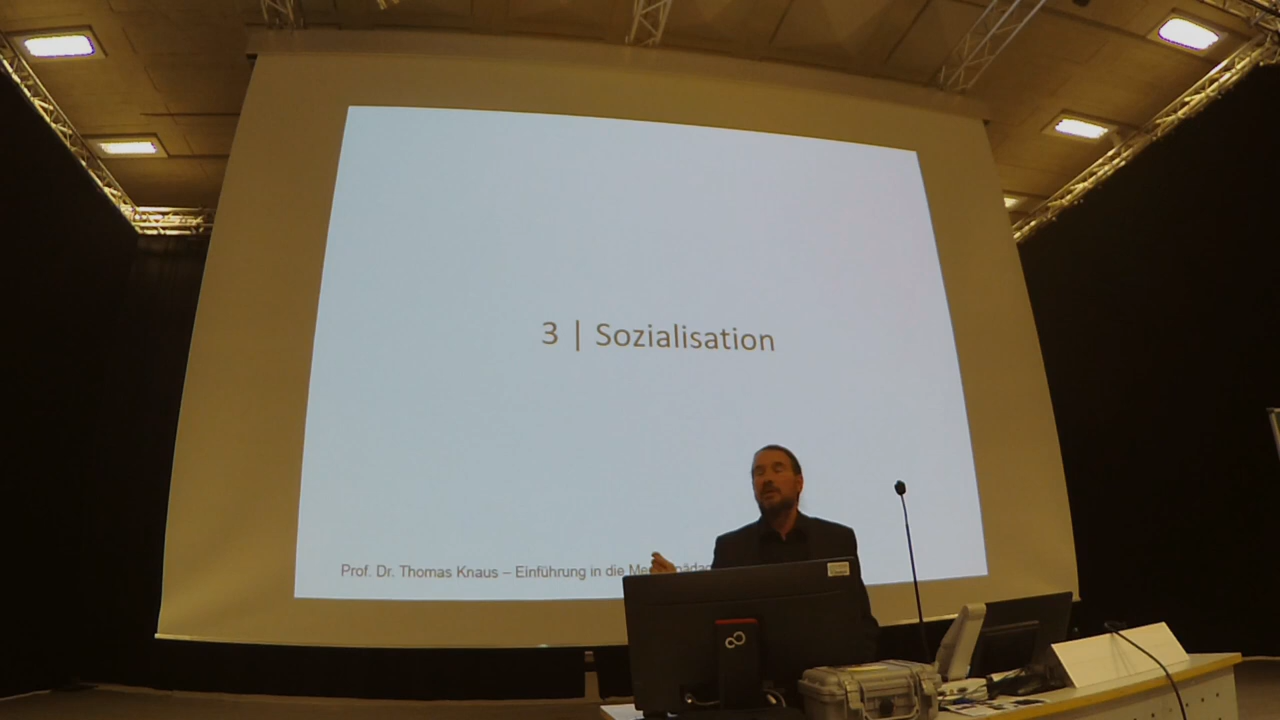 3 | Sozialisation
Prof. Dr. Thomas Knaus – Einführung in die